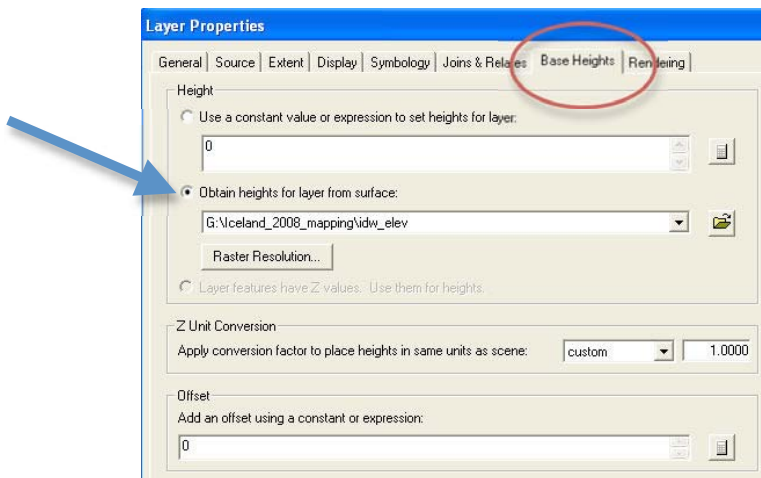 Layer Properties
General Source Extent Display Symbology Joins & Relates Base Heights Rendering
Height
Use a constant value or expression to set heights for layer:
0
Obtain heights for layer from surface:
G:\Iceland_2008_mapping\idw_elev
Raster Resolution...
Layer features have Z values. Use them for heights.
Z Unit Conversion
Apply conversion factor to place heights in same units as scene: custom 1.0000
Offset
Add an offset using a constant or expression:
0